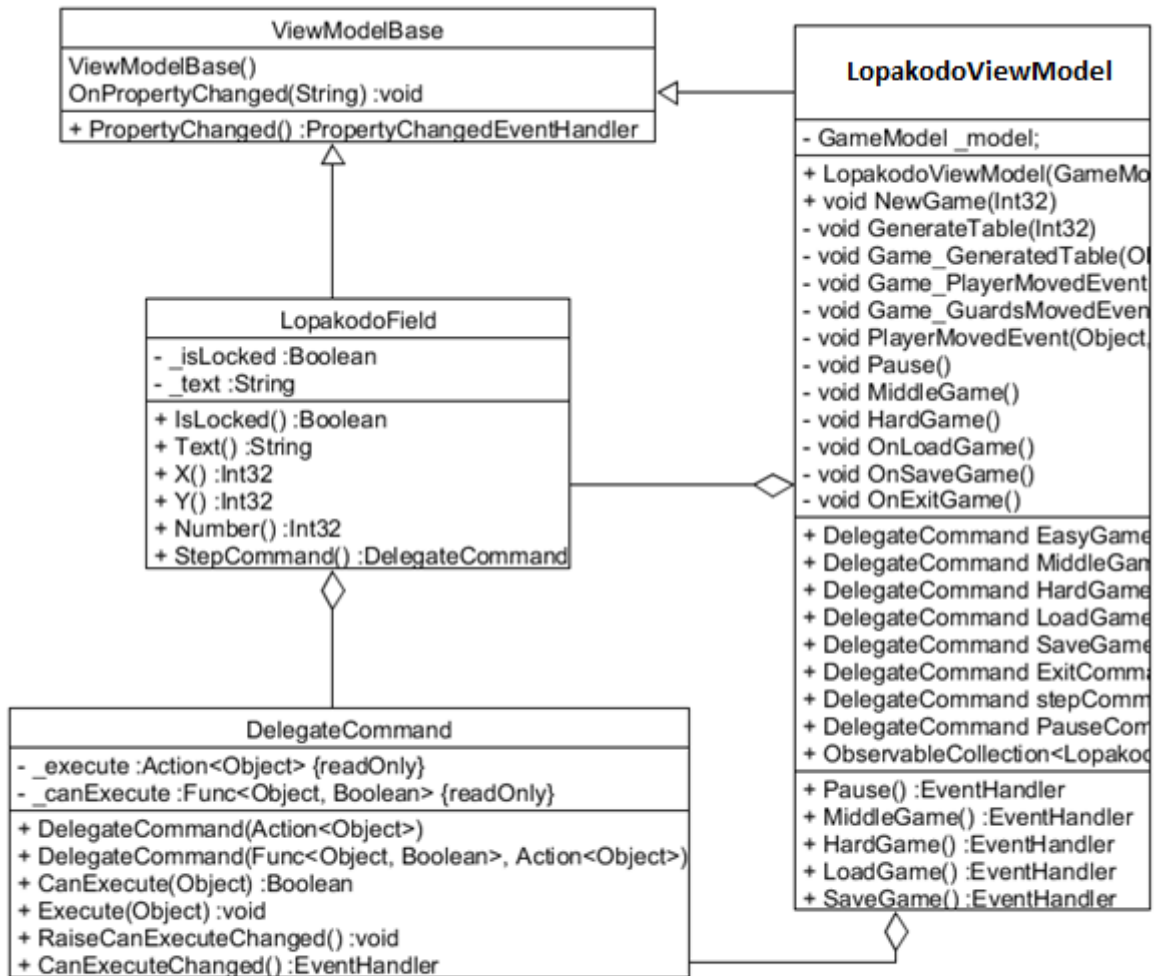 ViewModelBase
ViewModelBase()
OnPropertyChanged(String) :void
+ PropertyChanged() :PropertyChangedEventHandler
LopakodoViewModel
- GameModel _model;
+ LopakodoViewModel(GameMo
+ void NewGame(Int32)
- void GenerateTable(Int32)
- void Game_GeneratedTable(Ol
- void Game_PlayerMovedEvent
- void Game_GuardsMovedEven
- void PlayerMovedEvent(Object,
- void Pause()
- void MiddleGame()
- void HardGame()
- void OnLoadGame()
- void OnSaveGame()
- void OnExitGame()
+ DelegateCommand EasyGame
+ DelegateCommand MiddleGam
+ DelegateCommand HardGame
+ DelegateCommand LoadGame
+ DelegateCommand SaveGame
+ DelegateCommand ExitComma
+ DelegateCommand stepComm
+ DelegateCommand PauseCom
+ ObservableCollection<Lopakod
+ Pause() :EventHandler
+ MiddleGame() :EventHandler
+ HardGame() :EventHandler
+ LoadGame() :EventHandler
+ SaveGame() :EventHandler
LopakodoField
- _isLocked :Boolean
- _text :String
+ IsLocked() :Boolean
+ Text() :String
+ X() :Int32
+ Y() :Int32
+ Number() :Int32
+ StepCommand() :DelegateCommand
DelegateCommand
- _execute :Action<Object> {readOnly}
- _canExecute :Func<Object, Boolean> {readOnly}
+ DelegateCommand(Action<Object>)
+ DelegateCommand(Func<Object, Boolean>, Action<Object>)
+ CanExecute(Object) :Boolean
+ Execute(Object) :void
+ RaiseCanExecuteChanged() :void
+ CanExecuteChanged() :EventHandler